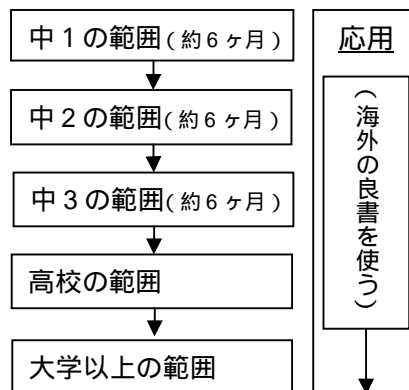 中1の範囲(約6ヶ月)
中2の範囲(約6ヶ月)
中3の範囲(約6ヶ月)
高校の範囲
大学以上の範囲
応用
(海外の良書を使う)